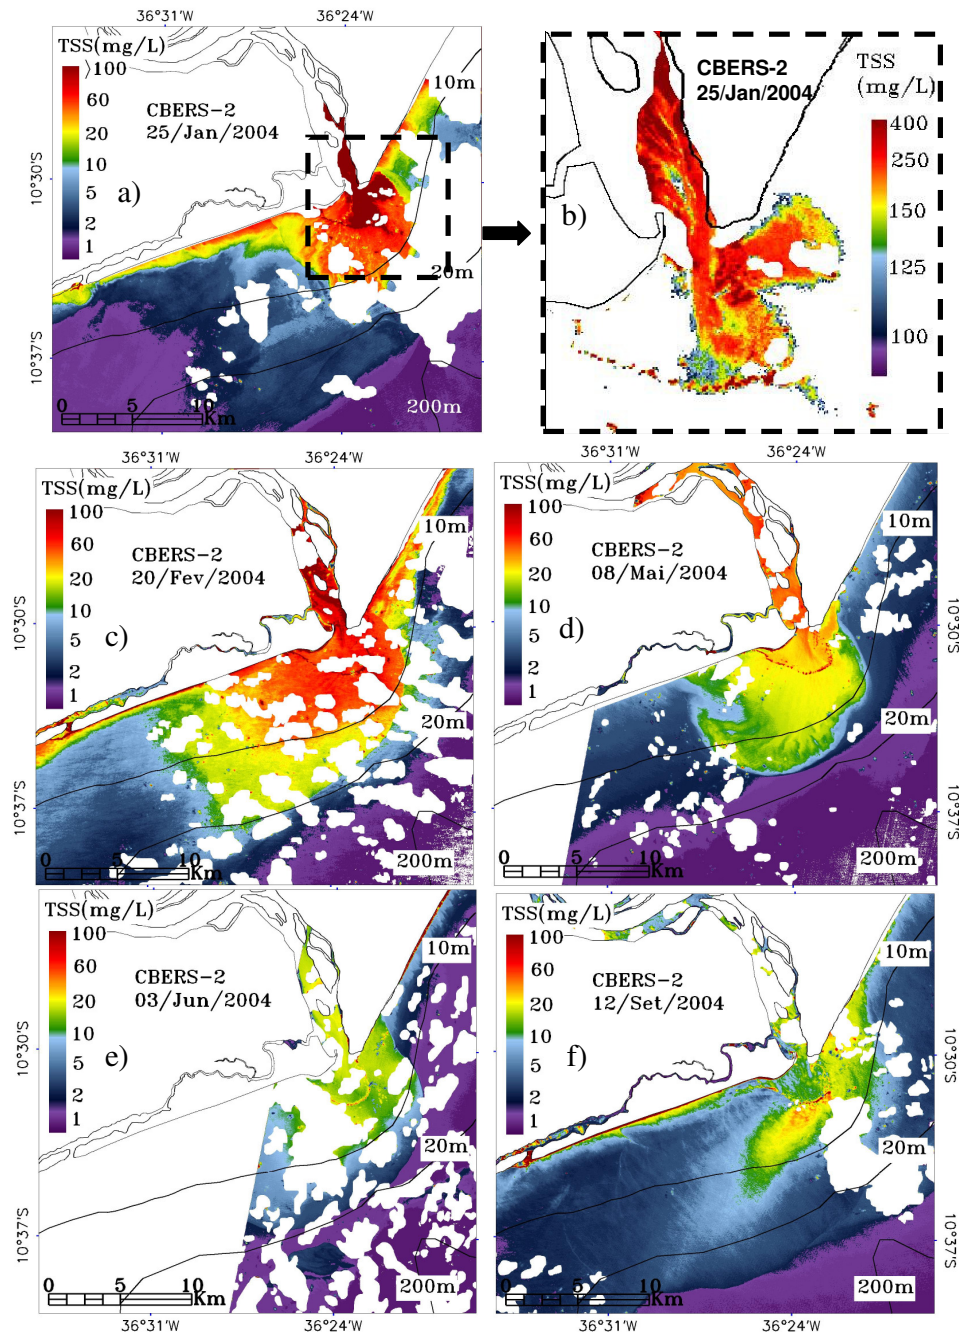 36°31'W
36°24'W
TSS(mg/L)
>100
60
20
10
5
2
1
CBERS-2
25/Jan/2004
a)
10m
20m
200m
10°30'S
10°37'S
0
5
10
Km
CBERS-2
25/Jan/2004
TSS
(mg/L)
400
250
150
125
100
b)
36°31'W
36°24'W
TSS(mg/L)
100
60
20
10
5
2
1
CBERS-2
20/Fev/2004
c)
10m
20m
200m
10°30'S
10°37'S
0
5
10
Km
36°31'W
36°24'W
TSS(mg/L)
100
60
20
10
5
2
1
CBERS-2
08/Mai/2004
d)
10m
20m
200m
10°30'S
10°37'S
0
5
10
Km
TSS(mg/L)
100
60
20
10
5
2
1
CBERS-2
03/Jun/2004
e)
10m
20m
200m
10°30'S
10°37'S
0
5
10
Km
36°31'W
36°24'W
TSS(mg/L)
100
60
20
10
5
2
1
CBERS-2
12/Set/2004
f)
10m
20m
200m
10°30'S
10°37'S
0
5
10
Km
36°31'W
36°24'W